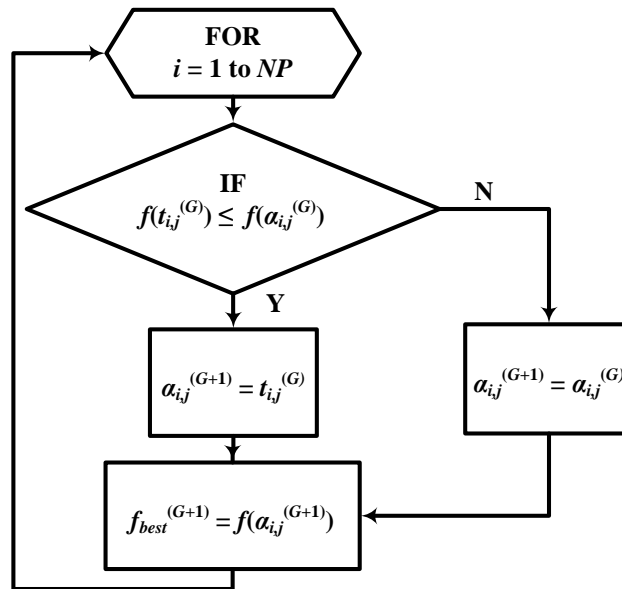 FOR
i = 1 to NP
IF
f(t_{i,j}^{(G)}) ≤ f(α_{i,j}^{(G)})
N
Y
α_{i,j}^{(G+1)} = t_{i,j}^{(G)}
α_{i,j}^{(G+1)} = α_{i,j}^{(G)}
f_{best}^{(G+1)} = f(α_{i,j}^{(G+1)})